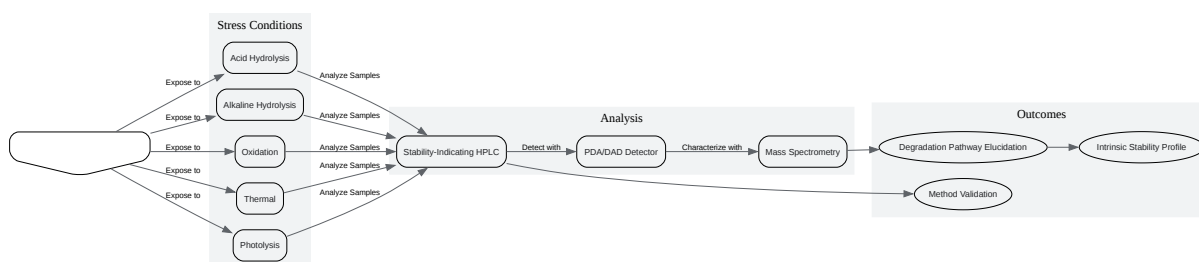 Stress Conditions
Acid Hydrolysis
Alkaline Hydrolysis
Oxidation
Thermal
Photolysis
Expose to
Expose to
Expose to
Expose to
Expose to
Analyze Samples
Analyze Samples
Analyze Samples
Analyze Samples
Analyze Samples
Analysis
Stability-Indicating HPLC
Detect with
PDA/DAD Detector
Characterize with
Mass Spectrometry
Outcomes
Degradation Pathway Elucidation
Intrinsic Stability Profile
Method Validation